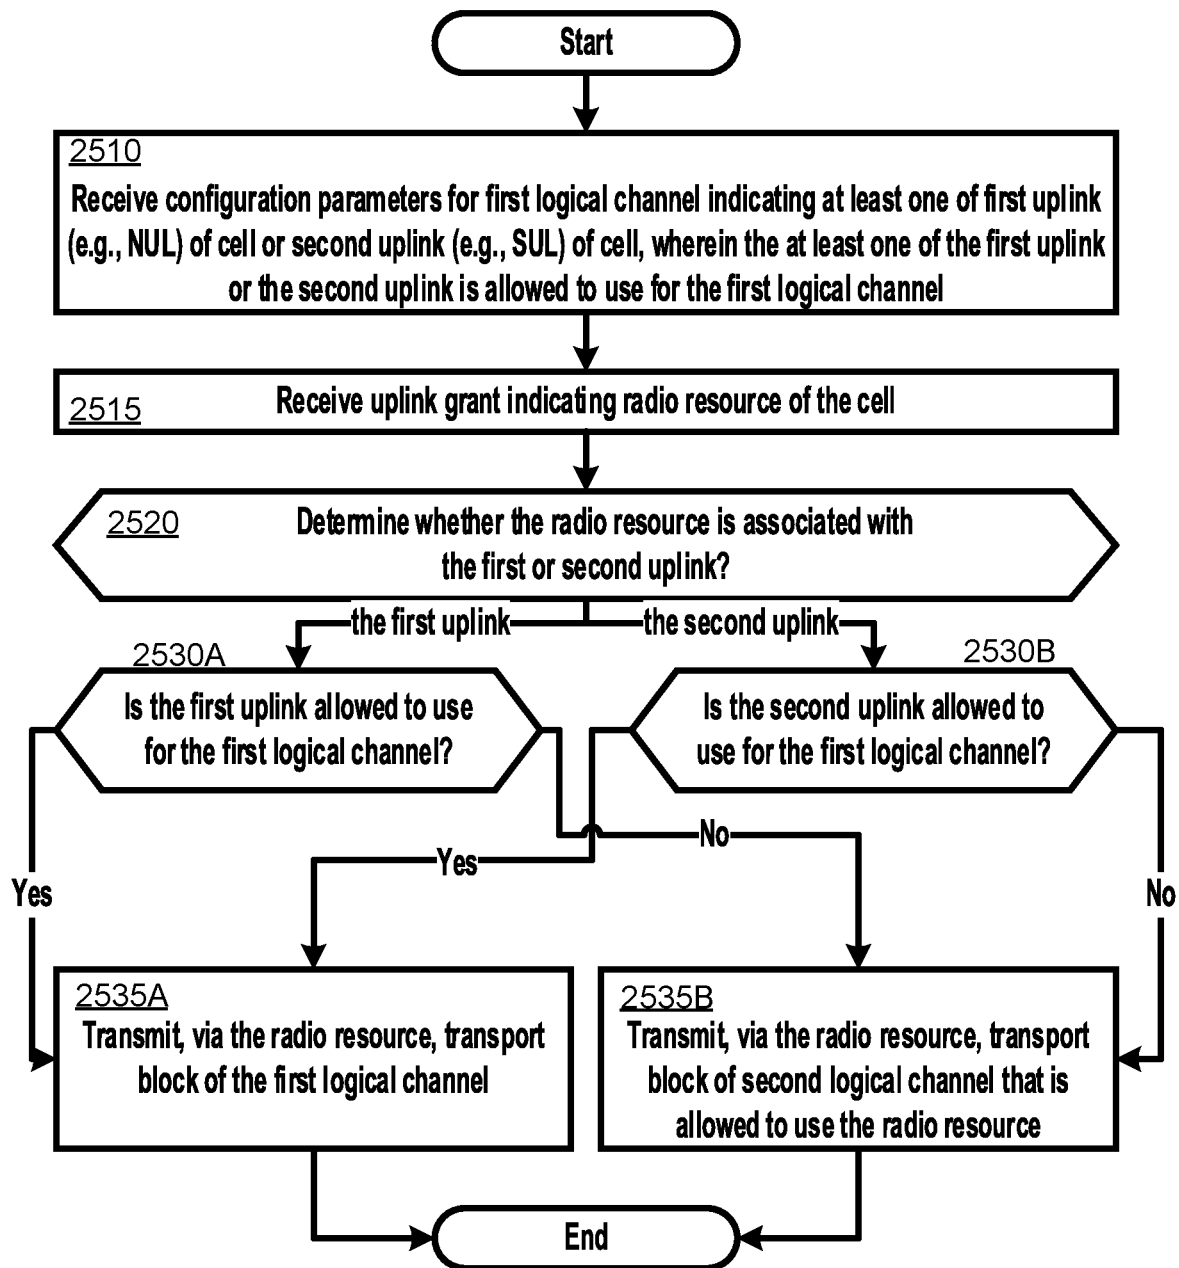 Start
2510
Receive configuration parameters for first logical channel indicating at least one of first uplink
(e.g., NUL) of cell or second uplink (e.g., SUL) of cell, wherein the at least one of the first uplink
or the second uplink is allowed to use for the first logical channel
2515
Receive uplink grant indicating radio resource of the cell
2520
Determine whether the radio resource is associated with
the first or second uplink?
the first uplink
the second uplink
2530A
Is the first uplink allowed to use
for the first logical channel?
2530B
Is the second uplink allowed to
use for the first logical channel?
No
Yes
Yes
No
2535A
Transmit, via the radio resource, transport
block of the first logical channel
2535B
Transmit, via the radio resource, transport
block of second logical channel that is
allowed to use the radio resource
End